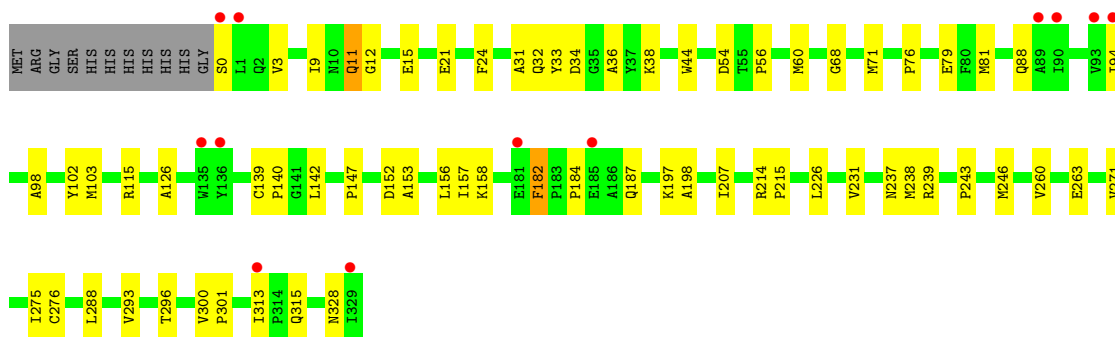 MET ARG GLY SER HIS HIS HIS HIS HIS HIS GLY S0 L1 Q2 V3 I9 N10 Q11 G12 E15 E21 F24 A31 Q32 Y33 D34 G35 A36 Y37 K38 W44 D54 T55 P56 M60 G68 M71 P76 E79 F80 M81 Q88 A89 I90 V93 I94
A98 Y102 M103 R115 A126 W135 Y136 C139 P140 G141 L142 P147 D152 A153 L156 I157 K158 E181 F182 P183 P184 E185 A186 Q187 K197 A198 I207 R214 P215 L226 V231 N237 M238 R239 P243 M246 V260 E263
I275 C276 L288 V293 T296 V300 P301 I313 P314 Q315 N328 I329